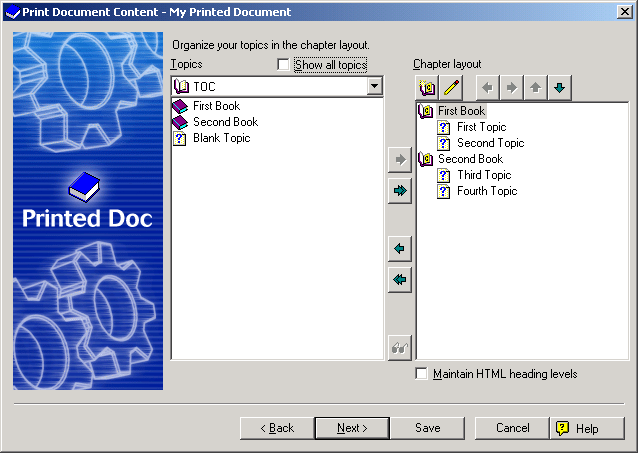 Print Document Content - My Printed Document
Organize your topics in the chapter layout.
Topics
Show all topics
TOC
First Book
Second Book
Blank Topic
Printed Doc
Chapter layout
First Book
First Topic
Second Topic
Second Book
Third Topic
Fourth Topic
Maintain HTML heading levels
< Back
Next >
Save
Cancel
Help